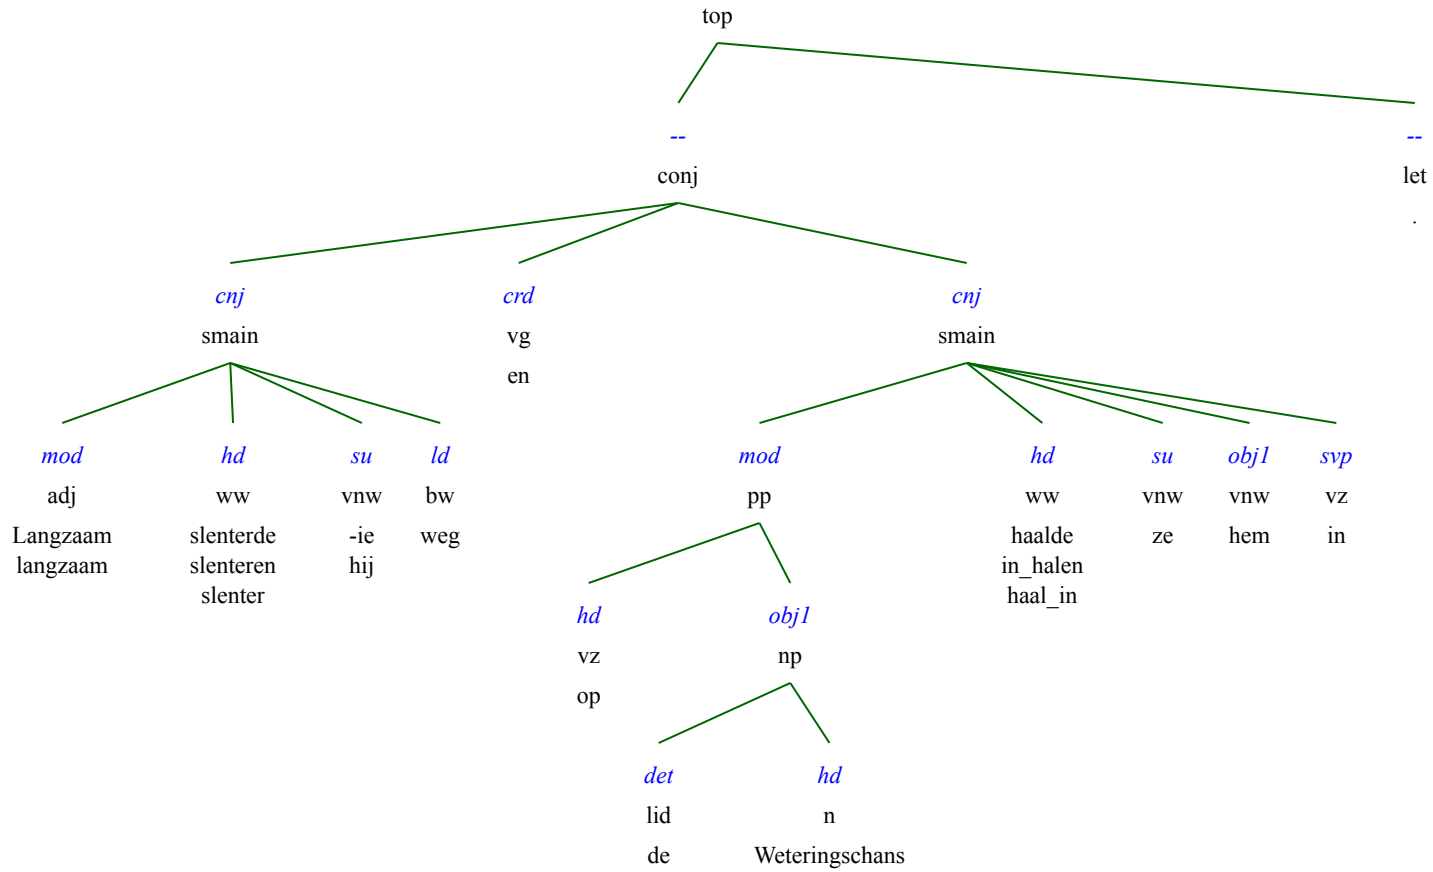 top
-- --
conj let
.
cnj crd cnj
smain vg smain
en
mod hd su ld mod hd su obj1 svp
adj ww vnw bw pp ww vnw vnw vz
Langzaam slenterde -ie weg haalde ze hem in
langzaam slenteren hij in_halen
slenter haal_in
hd obj1
vz np
op
det hd
lid n
de Weteringschans